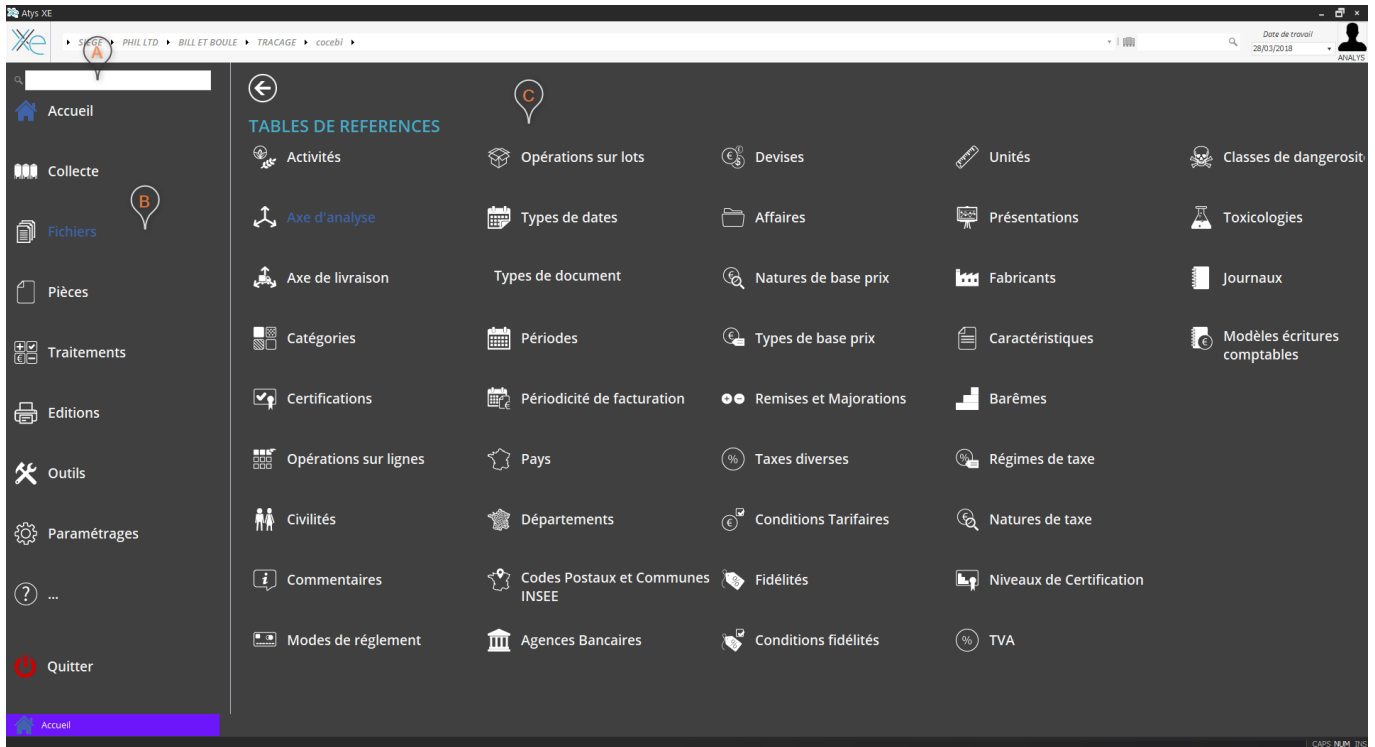 Atys XE
Xe
SIEGE PHIL LTD BILL ET BOULE TRACAGE cocebi
Date de travail
28/03/2018
ANALYS
A
B
C
Accueil
Collecte
Fichiers
Pièces
Traitements
Editions
Outils
Paramétrages
...
Quitter
Accueil
TABLES DE REFERENCES
Activités
Axe d'analyse
Axe de livraison
Catégories
Certifications
Opérations sur lignes
Civilités
Commentaires
Modes de réglement
Opérations sur lots
Types de dates
Types de document
Périodes
Périodicité de facturation
Pays
Départements
Codes Postaux et Communes
INSEE
Agences Bancaires
Devises
Affaires
Natures de base prix
Types de base prix
Remises et Majorations
Taxes diverses
Conditions Tarifaires
Fidélités
Conditions fidélités
Unités
Présentations
Fabricants
Caractéristiques
Barêmes
Régimes de taxe
Natures de taxe
Niveaux de Certification
TVA
Classes de dangerosit
Toxicologies
Journaux
Modèles écritures
comptables
CAPS NUM INS